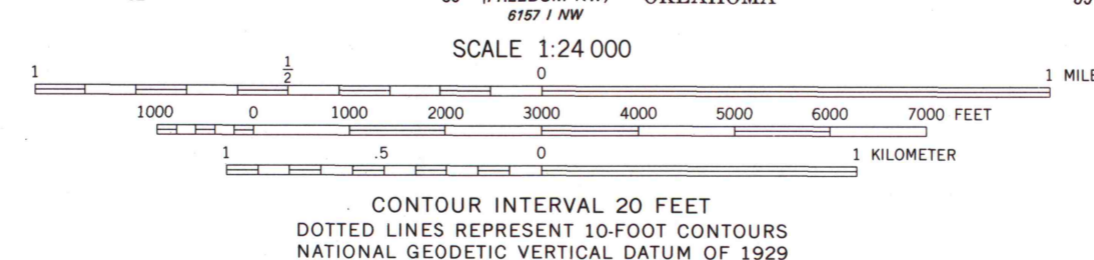 OKLAHOMA
6157 I NW
SCALE 1:24 000
1 1/2 0 1 MILE
1000 0 1000 2000 3000 4000 5000 6000 7000 FEET
1 .5 0 1 KILOMETER
CONTOUR INTERVAL 20 FEET
DOTTED LINES REPRESENT 10-FOOT CONTOURS
NATIONAL GEODETIC VERTICAL DATUM OF 1929